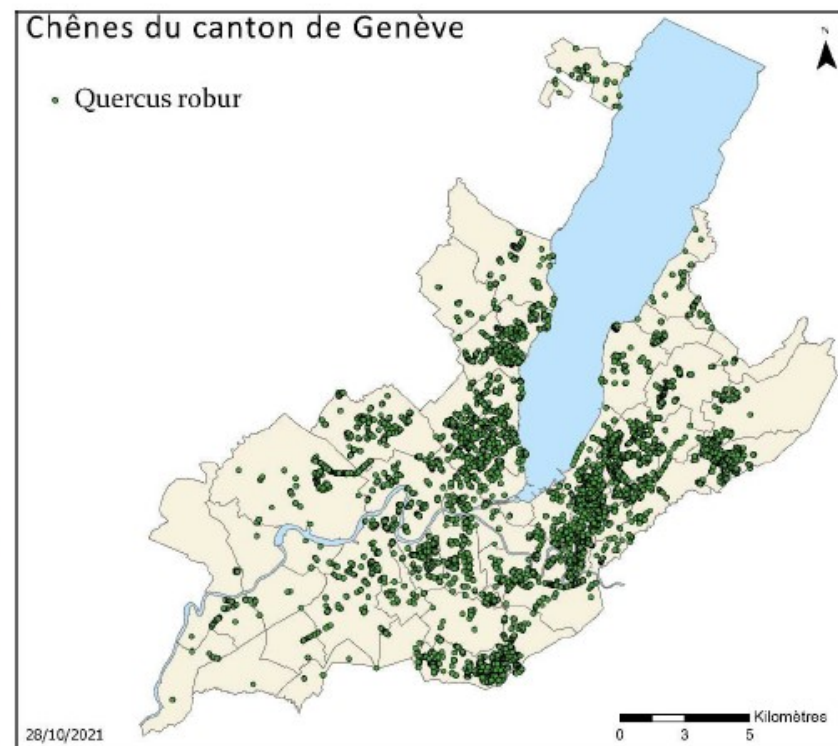 Chênes du canton de Genève
N
Quercus robur
Kilomètres
0 3 5
28/10/2021